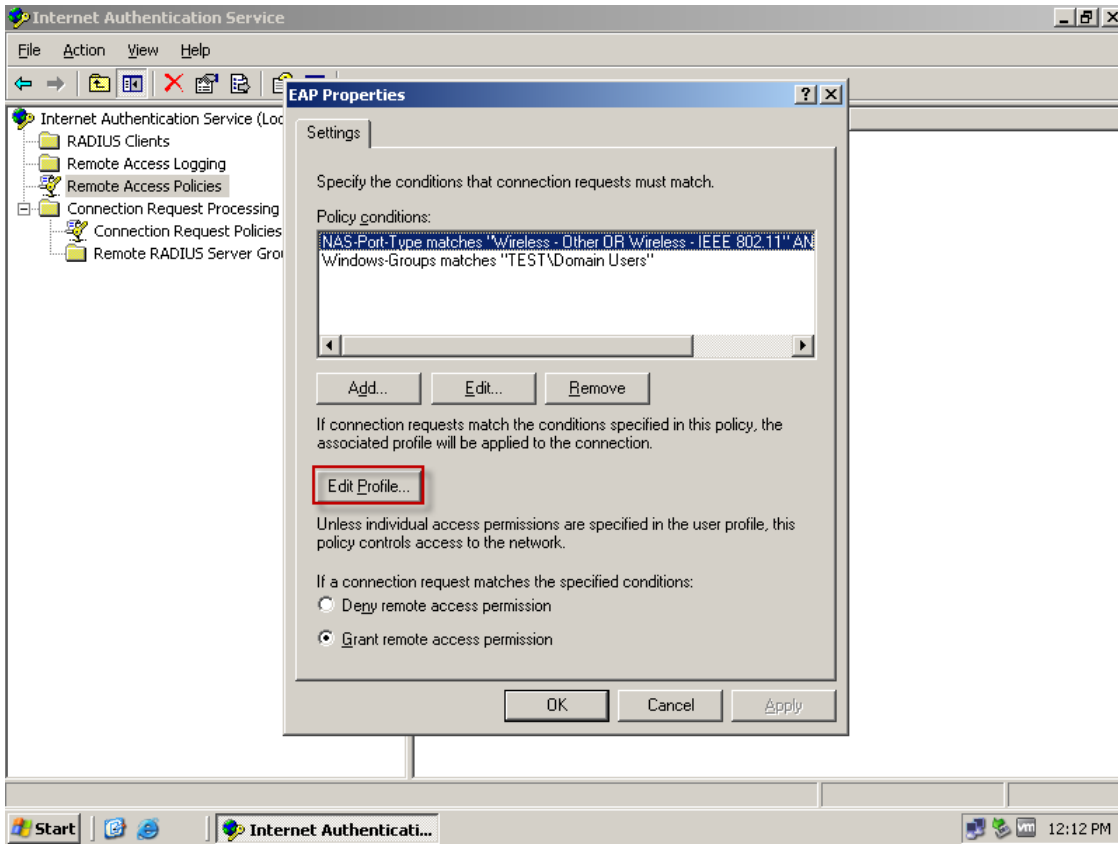 Internet Authentication Service
File Action View Help
Internet Authentication Service (Loc
RADIUS Clients
Remote Access Logging
Remote Access Policies
Connection Request Processing
Connection Request Policies
Remote RADIUS Server Grou
EAP Properties
Settings
Specify the conditions that connection requests must match.
Policy conditions:
NAS-Port-Type matches "Wireless - Other OR Wireless - IEEE 802.11" AN
Windows-Groups matches "TEST\Domain Users"
Add... Edit... Remove
If connection requests match the conditions specified in this policy, the
associated profile will be applied to the connection.
Edit Profile...
Unless individual access permissions are specified in the user profile, this
policy controls access to the network.
If a connection request matches the specified conditions:
Deny remote access permission
Grant remote access permission
OK Cancel Apply
Start Internet Authenticati... vm 12:12 PM